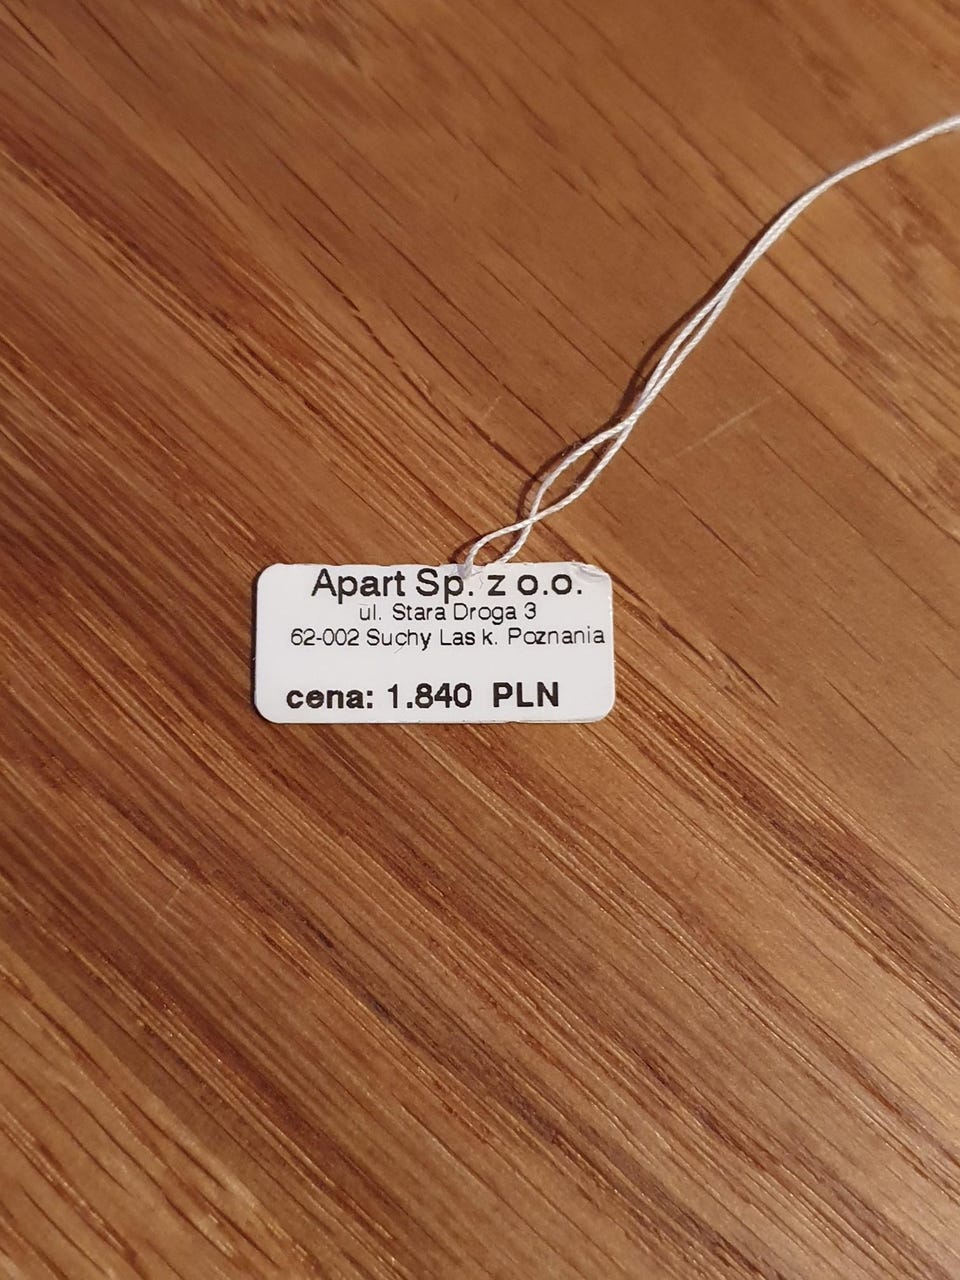 Apart Sp. z o.o.
ul. Stara Droga 3
62-002 Suchy Las k. Poznania
cena: 1.840 PLN